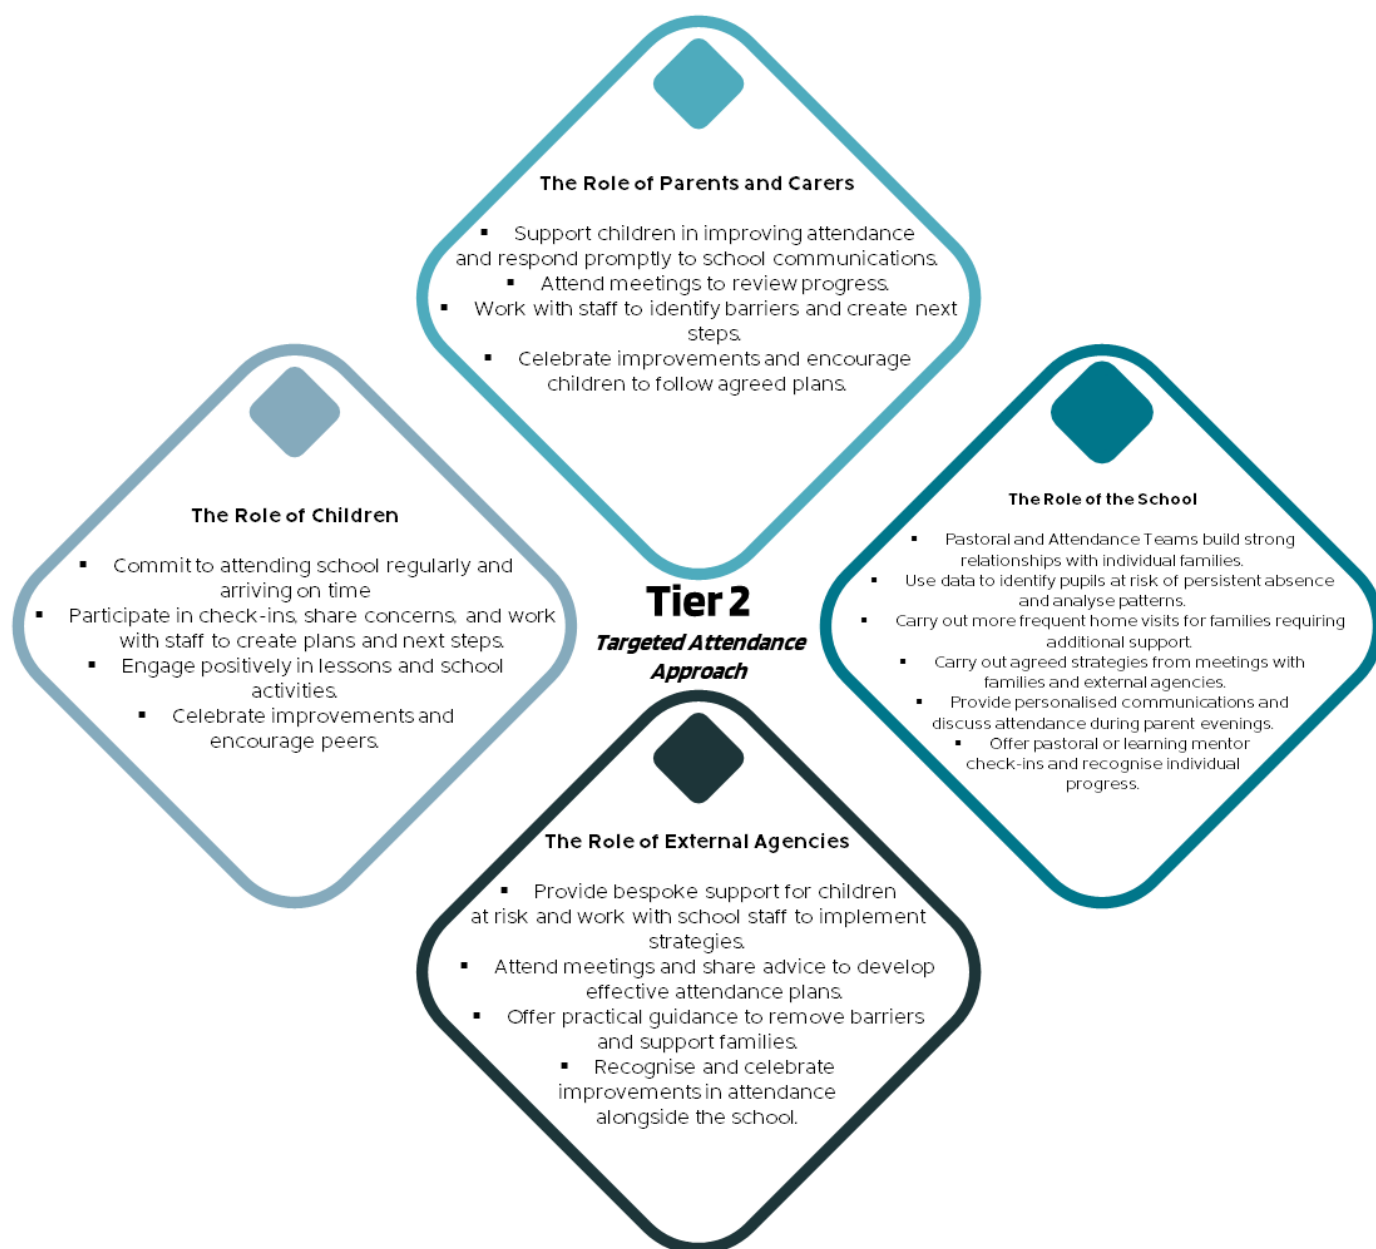 The Role of Parents and Carers
▪ Support children in improving attendance
and respond promptly to school communications.
▪ Attend meetings to review progress.
▪ Work with staff to identify barriers and create next
steps.
▪ Celebrate improvements and encourage
children to follow agreed plans.
The Role of Children
▪ Commit to attending school regularly and
arriving on time
▪ Participate in check-ins, share concerns, and work
with staff to create plans and next steps.
▪ Engage positively in lessons and school
activities.
▪ Celebrate improvements and
encourage peers.
Tier 2
Targeted Attendance
Approach
The Role of the School
▪ Pastoral and Attendance Teams build strong
relationships with individual families.
▪ Use data to identify pupils at risk of persistent absence
and analyse patterns.
▪ Carry out more frequent home visits for families requiring
additional support.
▪ Carry out agreed strategies from meetings with
families and external agencies.
▪ Provide personalised communications and
discuss attendance during parent evenings.
▪ Offer pastoral or learning mentor
check-ins and recognise individual
progress.
The Role of External Agencies
▪ Provide bespoke support for children
at risk and work with school staff to implement
strategies.
▪ Attend meetings and share advice to develop
effective attendance plans.
▪ Offer practical guidance to remove barriers
and support families.
▪ Recognise and celebrate
improvements in attendance
alongside the school.